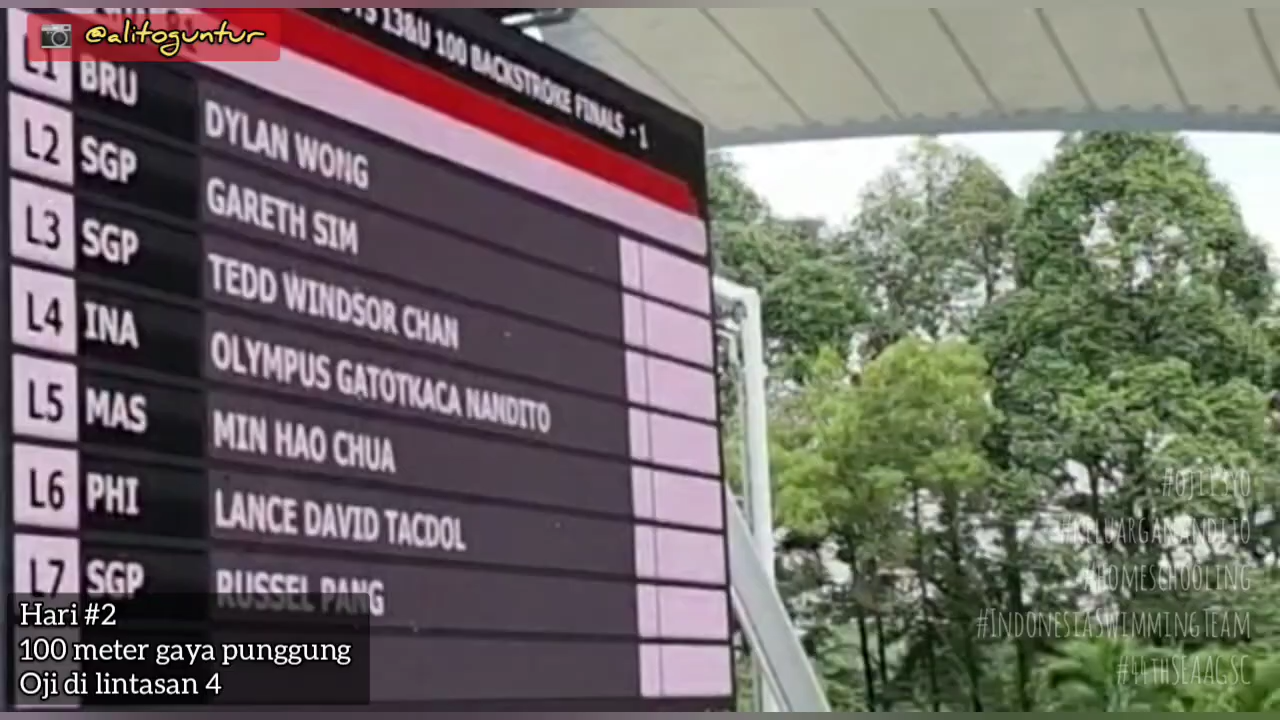 @alitoguntur
13&U 100 BACKSTROKE FINALS - 1
L1 BRU DYLAN WONG
L2 SGP GARETH SIM
L3 SGP TEDD WINDSOR CHAN
L4 INA OLYMPUS GATOTKACA NANDITO
L5 MAS MIN HAO CHUA
L6 PHI LANCE DAVID TACDOL
L7 SGP RUSSEL PANG
Hari #2
100 meter gaya punggung
Oji di lintasan 4
#OJI13YO
#KELUARGANANDITO
#HOMESCHOOLING
#INDONESIASWIMMINGTEAM
#44THSEAAGSC